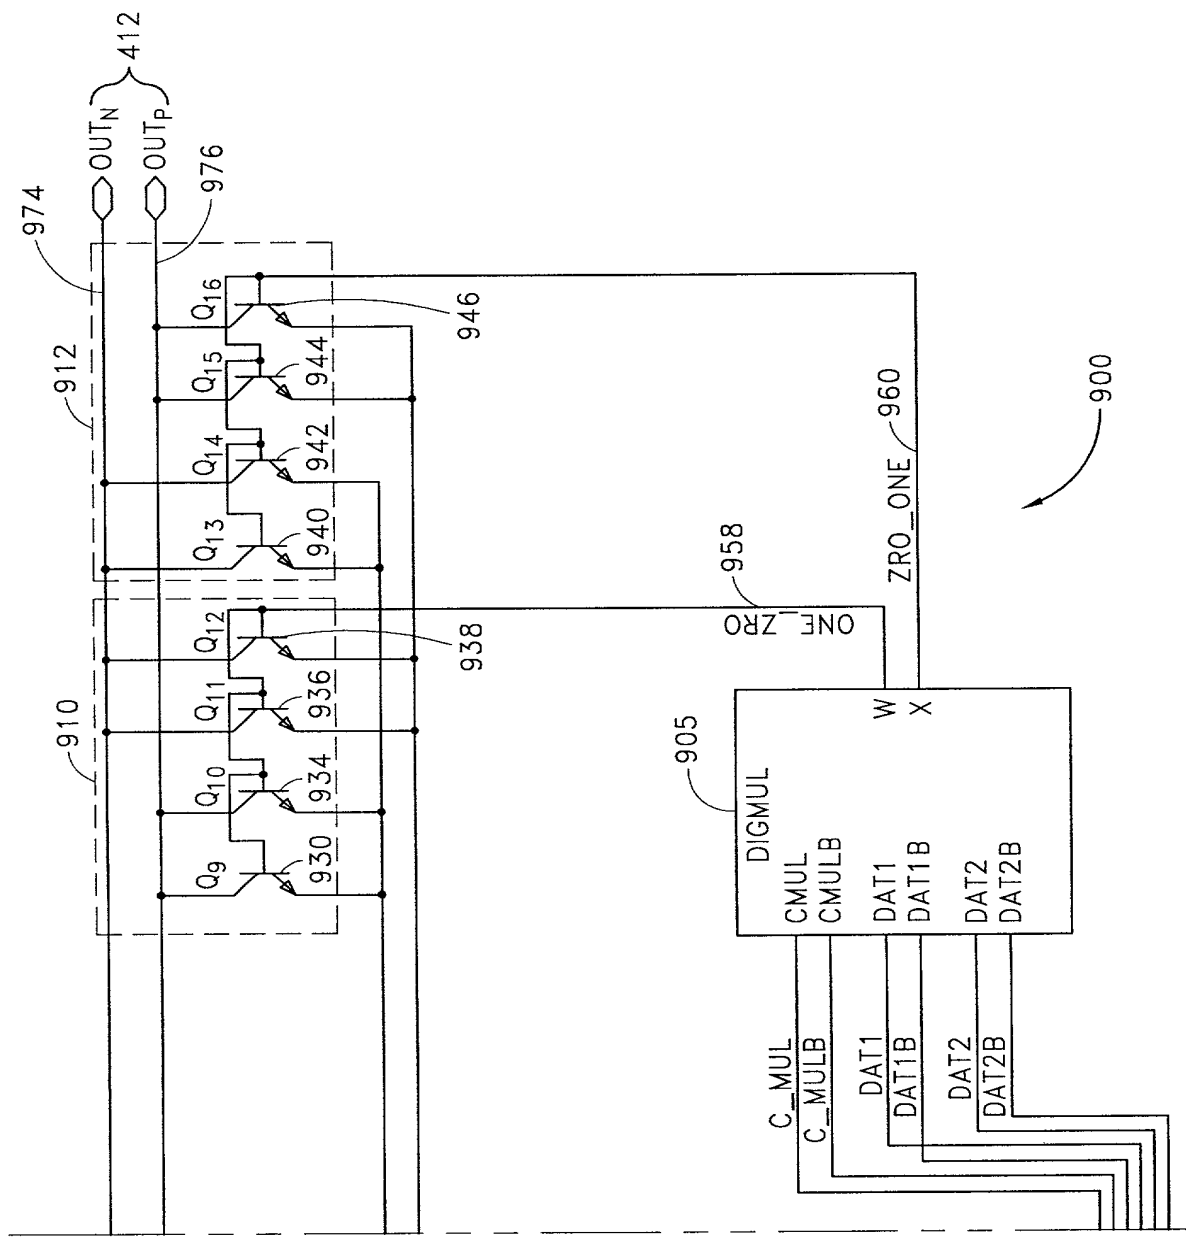 412
OUTN
OUTP
974
976
912
Q16
Q15
Q14
Q13
946
944
942
940
910
Q12
Q11
Q10
Q9
938
936
934
930
958
ONE_ZRO
960
ZRO_ONE
900
905
DIGMUL
W
X
CMUL
CMULB
DAT1
DAT1B
DAT2
DAT2B
C_MUL
C_MULB
DAT1
DAT1B
DAT2
DAT2B